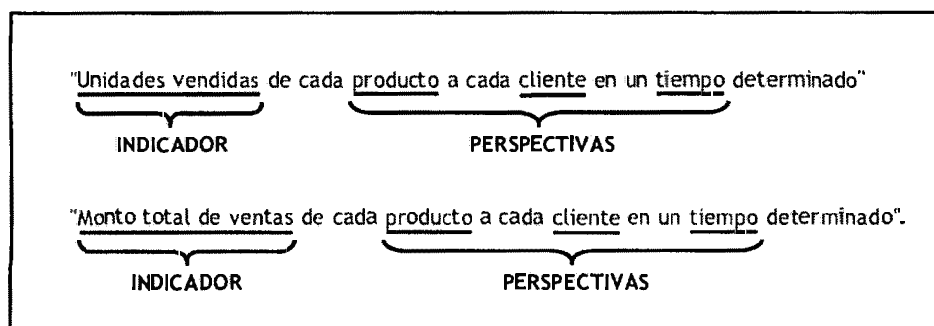 "Unidades vendidas de cada producto a cada cliente en un tiempo determinado"
INDICADOR PERSPECTIVAS
"Monto total de ventas de cada producto a cada cliente en un tiempo determinado".
INDICADOR PERSPECTIVAS